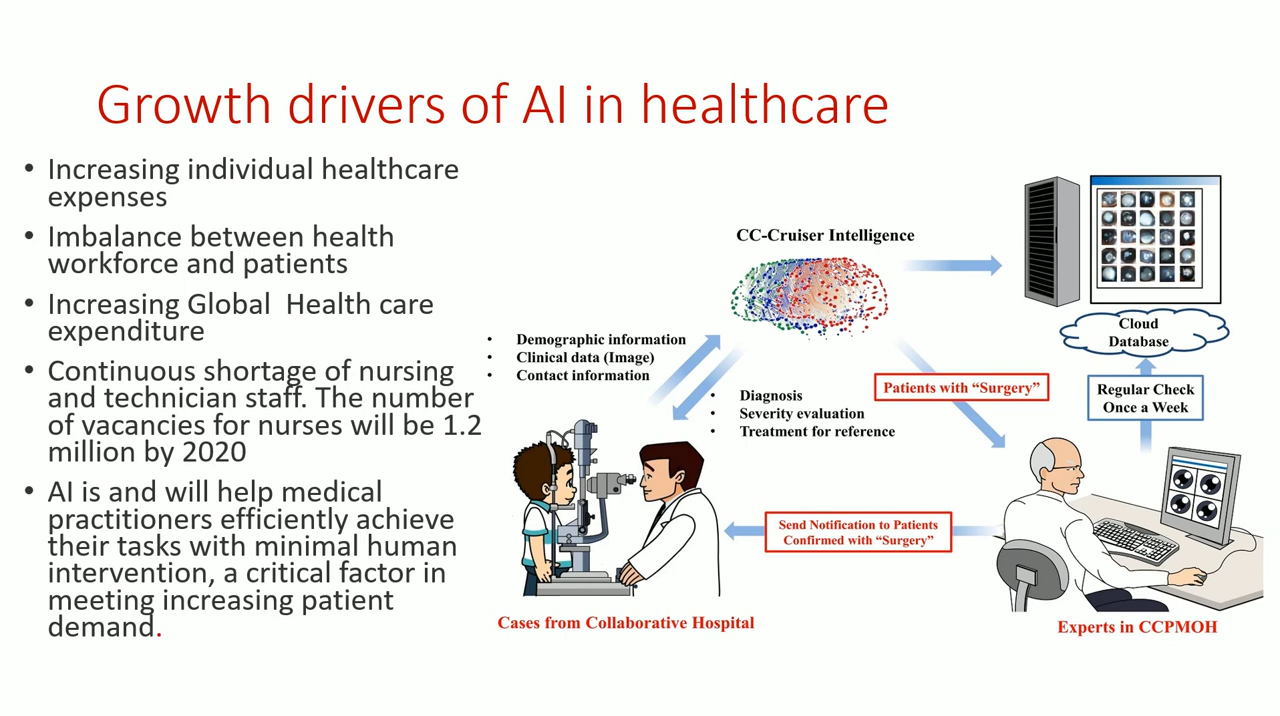 Growth drivers of AI in healthcare
• Increasing individual healthcare
expenses
• Imbalance between health
workforce and patients
• Increasing Global  Health care
expenditure
• Continuous shortage of nursing
and technician staff. The number
of vacancies for nurses will be 1.2
million by 2020
• AI is and will help medical
practitioners efficiently achieve
their tasks with minimal human
intervention, a critical factor in
meeting increasing patient
demand.
CC-Cruiser Intelligence
• Demographic information
• Clinical data (Image)
• Contact information
• Diagnosis
• Severity evaluation
• Treatment for reference
Patients with “Surgery”
Cloud
Database
Regular Check
Once a Week
Send Notification to Patients
Confirmed with “Surgery”
Cases from Collaborative Hospital
Experts in CCPMOH